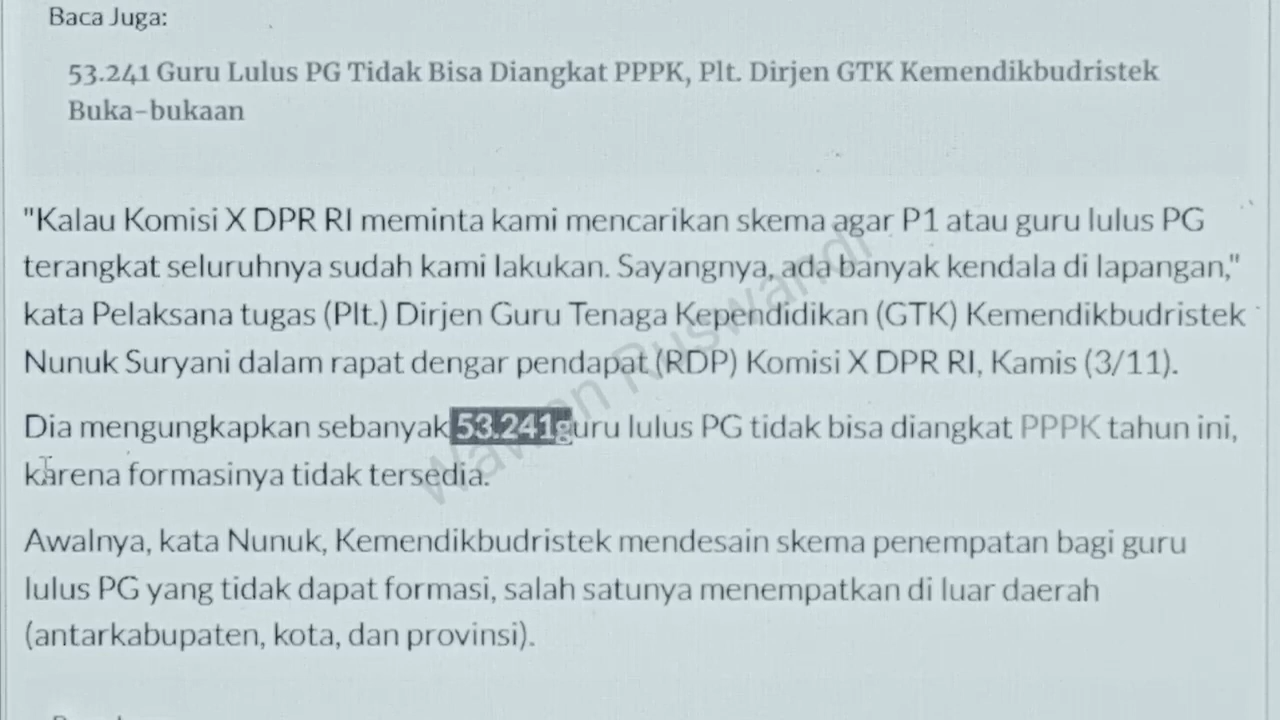 Baca Juga:
53.241 Guru Lulus PG Tidak Bisa Diangkat PPPK, Plt. Dirjen GTK Kemendikbudristek
Buka-bukaan
"Kalau Komisi X DPR RI meminta kami mencarikan skema agar P1 atau guru lulus PG
terangkat seluruhnya sudah kami lakukan. Sayangnya, ada banyak kendala di lapangan,"
kata Pelaksana tugas (Plt.) Dirjen Guru Tenaga Kependidikan (GTK) Kemendikbudristek
Nunuk Suryani dalam rapat dengar pendapat (RDP) Komisi X DPR RI, Kamis (3/11).
Dia mengungkapkan sebanyak 53.241 guru lulus PG tidak bisa diangkat PPPK tahun ini,
karena formasinya tidak tersedia.
Awalnya, kata Nunuk, Kemendikbudristek mendesain skema penempatan bagi guru
lulus PG yang tidak dapat formasi, salah satunya menempatkan di luar daerah
(antarkabupaten, kota, dan provinsi).
Wawan Ruswandi